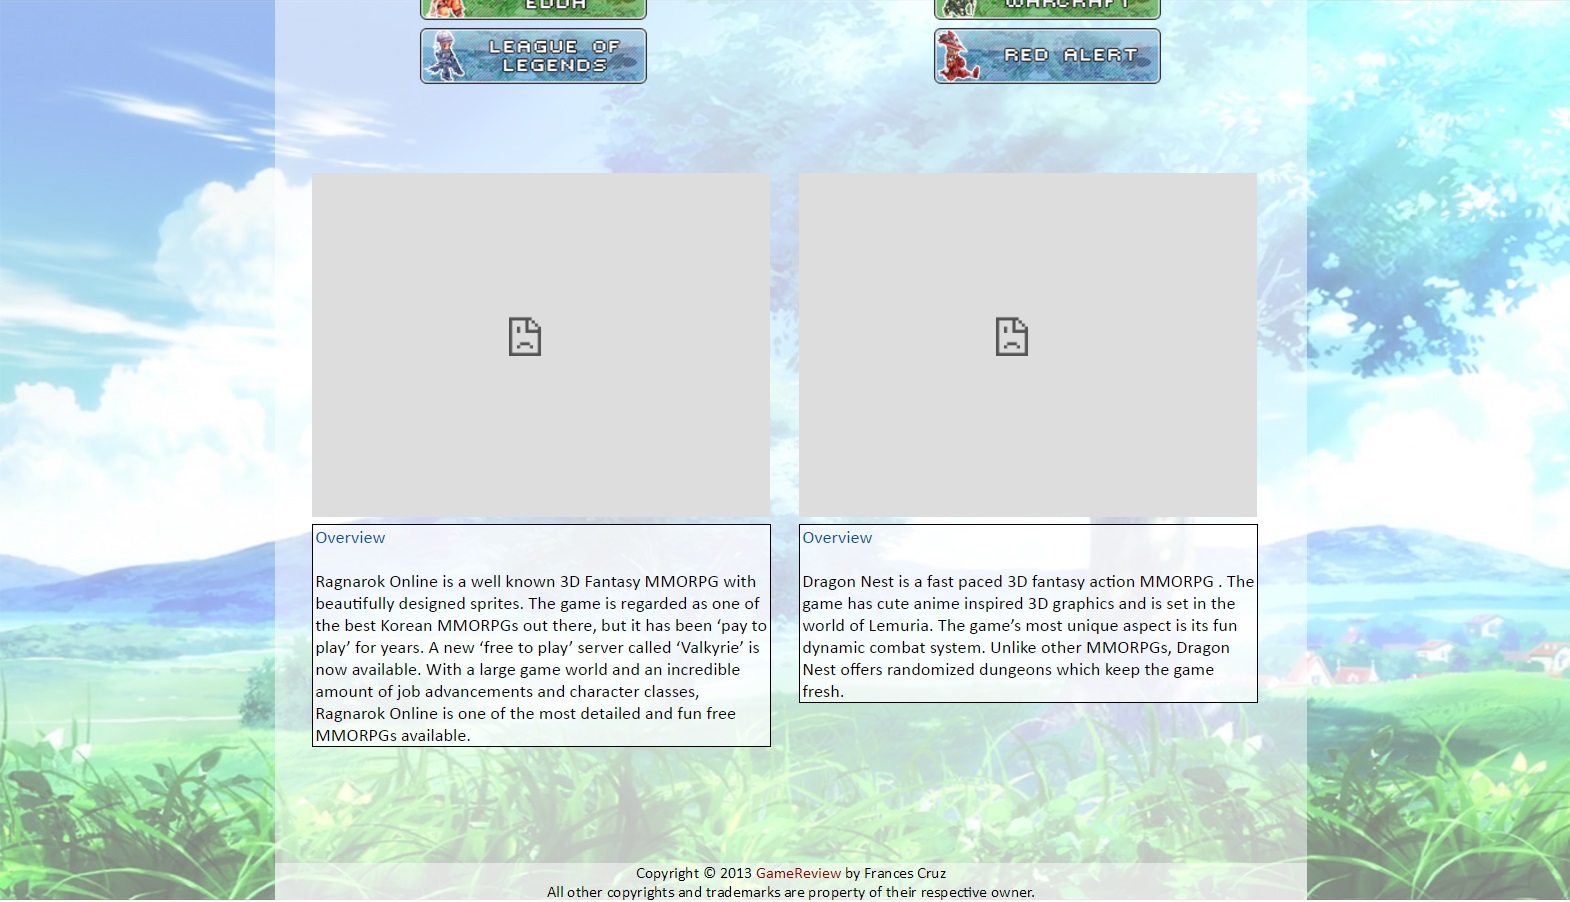 EDDA
WARCRAFT
LEAGUE OF
LEGENDS
RED ALERT
Overview
Ragnarok Online is a well known 3D Fantasy MMORPG with
beautifully designed sprites. The game is regarded as one of
the best Korean MMORPGs out there, but it has been ‘pay to
play’ for years. A new ‘free to play’ server called ‘Valkyrie’ is
now available. With a large game world and an incredible
amount of job advancements and character classes,
Ragnarok Online is one of the most detailed and fun free
MMORPGs available.
Overview
Dragon Nest is a fast paced 3D fantasy action MMORPG . The
game has cute anime inspired 3D graphics and is set in the
world of Lemuria. The game’s most unique aspect is its fun
dynamic combat system. Unlike other MMORPGs, Dragon
Nest offers randomized dungeons which keep the game
fresh.
Copyright © 2013 GameReview by Frances Cruz
All other copyrights and trademarks are property of their respective owner.